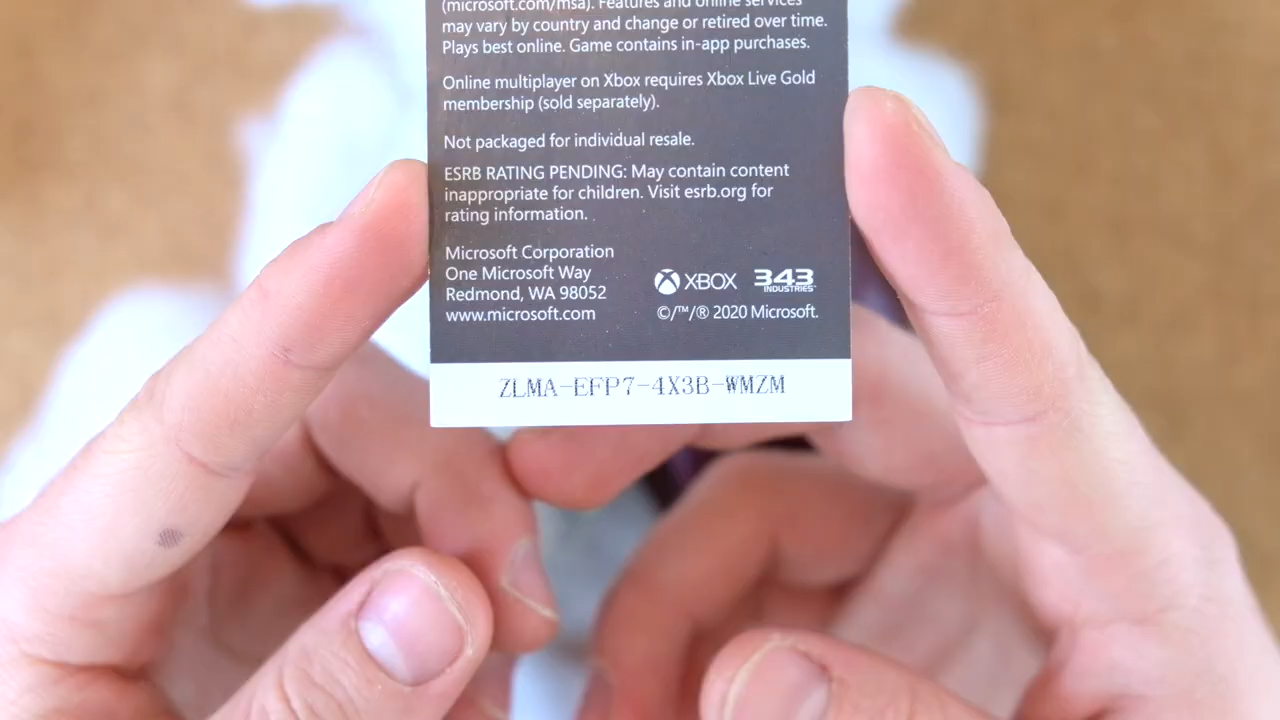 (microsoft.com/msa). Features and online services
may vary by country and change or retired over time.
Plays best online. Game contains in-app purchases.
Online multiplayer on Xbox requires Xbox Live Gold
membership (sold separately).
Not packaged for individual resale.
ESRB RATING PENDING: May contain content
inappropriate for children. Visit esrb.org for
rating information.
Microsoft Corporation
One Microsoft Way
Redmond, WA 98052
www.microsoft.com
XBOX 343 INDUSTRIES™
©/™/® 2020 Microsoft.
ZLMA-EFP7-4X3B-WMZM